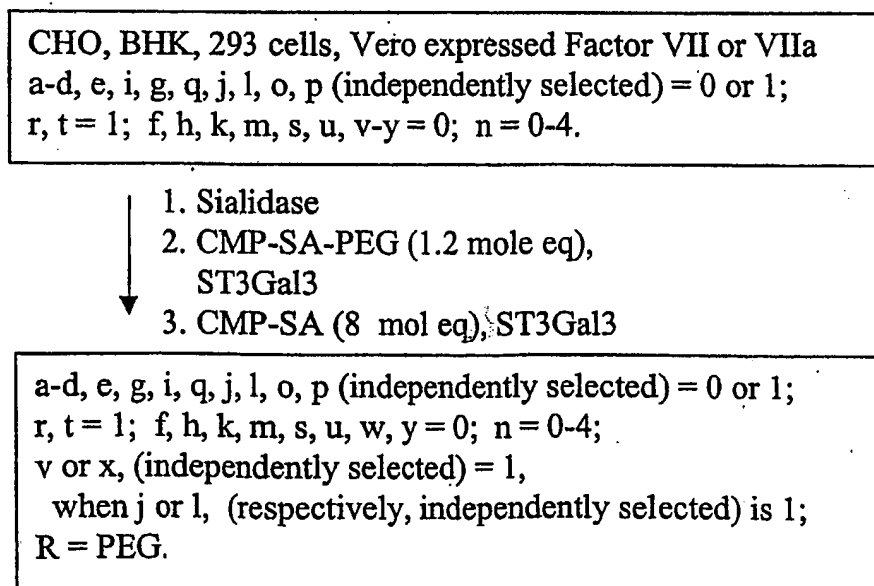 CHO, BHK, 293 cells, Vero expressed Factor VII or VIIa
a-d, e, i, g, q, j, l, o, p (independently selected) = 0 or 1;
r, t = 1; f, h, k, m, s, u, v-y = 0; n = 0-4.
1. Sialidase
2. CMP-SA-PEG (1.2 mole eq),
ST3Gal3
3. CMP-SA (8 mol eq), ST3Gal3
a-d, e, g, i, q, j, l, o, p (independently selected) = 0 or 1;
r, t = 1; f, h, k, m, s, u, w, y = 0; n = 0-4;
v or x, (independently selected) = 1,
when j or l, (respectively, independently selected) is 1;
R = PEG.